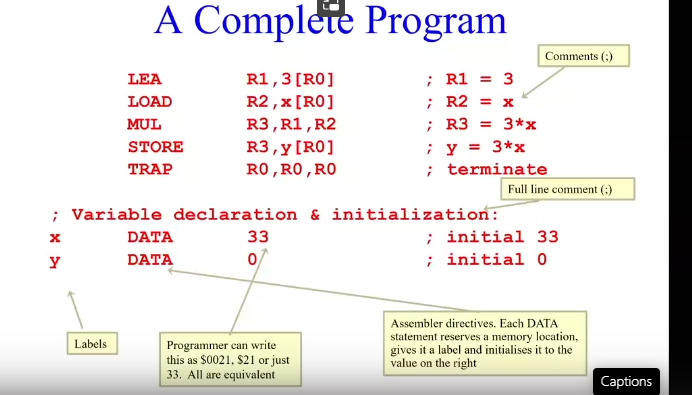 A Complete Program
Comments (;)
LEA R1,3[R0] ; R1 = 3
LOAD R2,x[R0] ; R2 = x
MUL R3,R1,R2 ; R3 = 3*x
STORE R3,y[R0] ; y = 3*x
TRAP R0,R0,R0 ; terminate
Full line comment (;)
; Variable declaration & initialization:
x DATA 33 ; initial 33
y DATA 0 ; initial 0
Labels
Programmer can write
this as $0021, $21 or just
33. All are equivalent
Assembler directives. Each DATA
statement reserves a memory location,
gives it a label and initialises it to the
value on the right
Captions